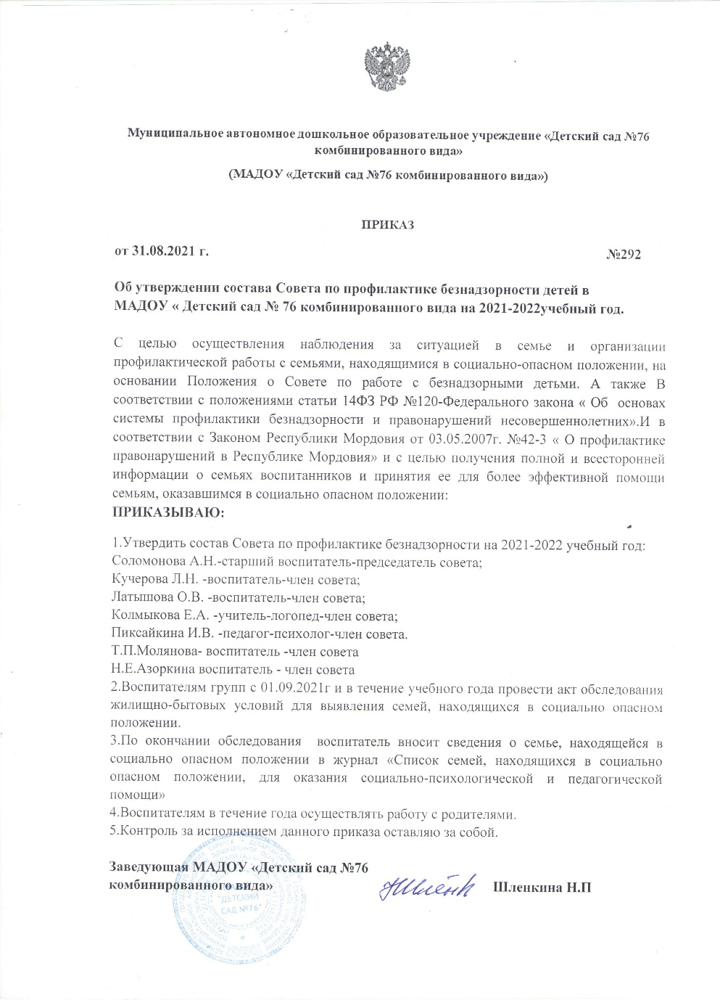 Муниципальное автономное дошкольное образовательное учреждение «Детский сад №76
комбинированного вида»
(МАДОУ «Детский сад №76 комбинированного вида»)
ПРИКАЗ
от 31.08.2021 г.
№292
Об утверждении состава Совета по профилактике безнадзорности детей в
МАДОУ « Детский сад № 76 комбинированного вида на 2021-2022учебный год.
С целью осуществления наблюдения за ситуацией в семье и организации
профилактической работы с семьями, находящимися в социально-опасном положении, на
основании Положения о Совете по работе с безнадзорными детьми. А также В
соответствии с положениями статьи 14ФЗ РФ №120-Федерального закона « Об основах
системы профилактики безнадзорности и правонарушений несовершеннолетних».И в
соответствии с Законом Республики Мордовия от 03.05.2007г. №42-3 « О профилактике
правонарушений в Республике Мордовия» и с целью получения полной и всесторонней
информации о семьях воспитанников и принятия ее для более эффективной помощи
семьям, оказавшимся в социально опасном положении:
ПРИКАЗЫВАЮ:
1.Утвердить состав Совета по профилактике безнадзорности на 2021-2022 учебный год:
Соломонова А.Н.-старший воспитатель-председатель совета;
Кучерова Л.Н. -воспитатель-член совета;
Латышова О.В. -воспитатель-член совета;
Колмыкова Е.А. -учитель-логопед-член совета;
Пиксайкина И.В. -педагог-психолог-член совета.
Т.П.Молянова- воспитатель -член совета
Н.Е.Азоркина воспитатель - член совета
2.Воспитателям групп с 01.09.2021г и в течение учебного года провести акт обследования
жилищно-бытовых условий для выявления семей, находящихся в социально опасном
положении.
3.По окончании обследования воспитатель вносит сведения о семье, находящейся в
социально опасном положении в журнал «Список семей, находящихся в социально
опасном положении, для оказания социально-психологической и педагогической
помощи»
4.Воспитателям в течение года осуществлять работу с родителями.
5.Контроль за исполнением данного приказа оставляю за собой.
Заведующая МАДОУ «Детский сад №76
комбинированного вида»
Шленкина Н.П
"ДЕТСКИЙ
САД №76"